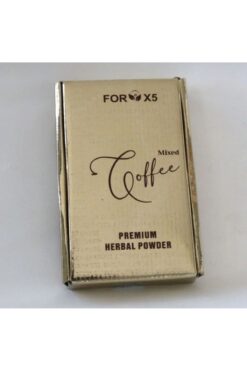 FOR X5
Mixed
Coffee
PREMIUM
HERBAL POWDER